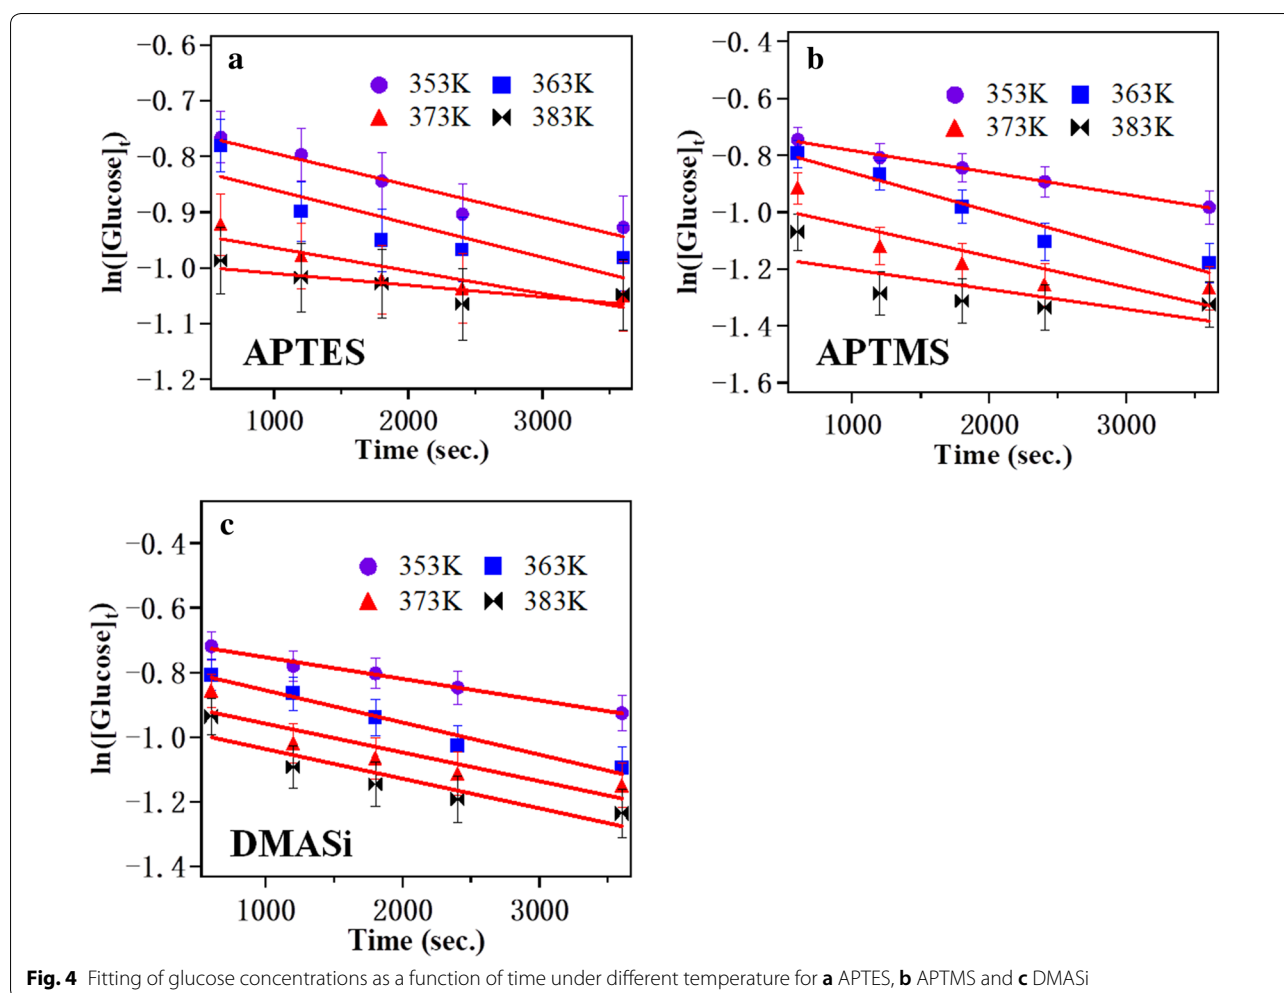 a
353K 363K
373K 383K
−0.6
−0.7
−0.8
−0.9
−1.0
−1.1
−1.2
ln([Glucose]t)
APTES
1000 2000 3000
Time (sec.)
b
353K 363K
373K 383K
−0.4
−0.6
−0.8
−1.0
−1.2
−1.4
−1.6
ln([Glucose]t)
APTMS
1000 2000 3000
Time (sec.)
c
353K 363K
373K 383K
−0.4
−0.6
−0.8
−1.0
−1.2
−1.4
ln([Glucose]t)
DMASi
1000 2000 3000
Time (sec.)
Fig. 4 Fitting of glucose concentrations as a function of time under different temperature for a APTES, b APTMS and c DMASi